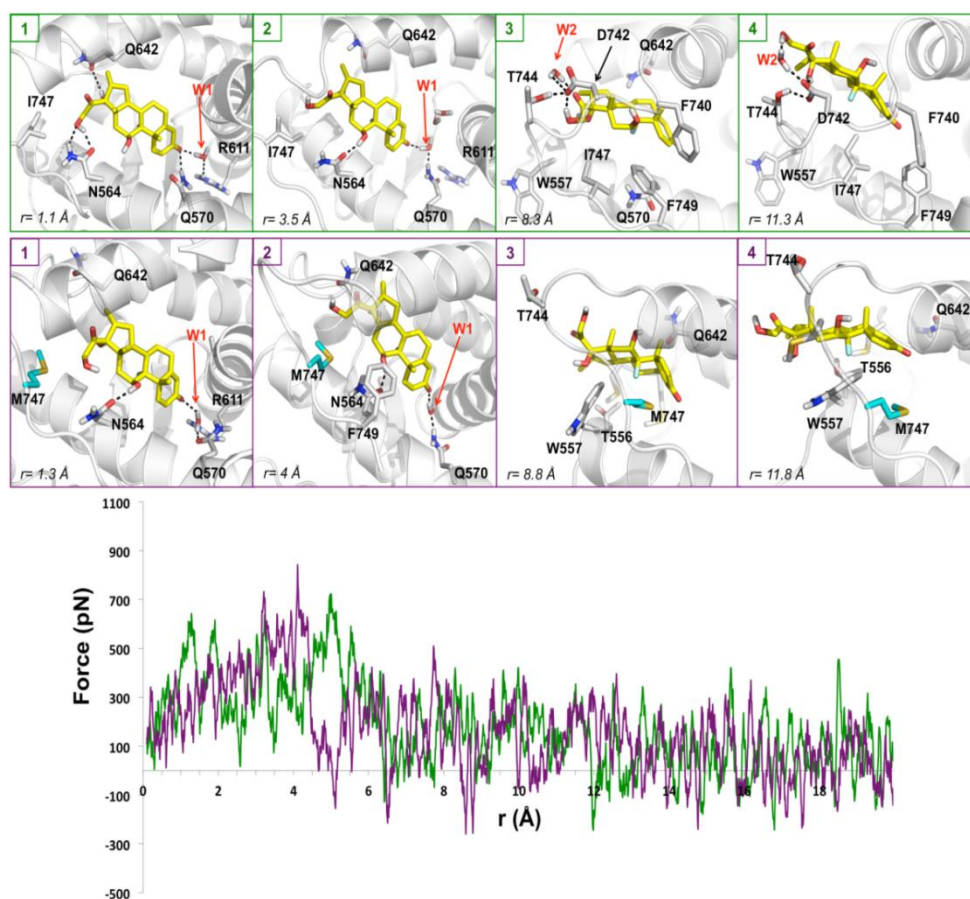 1
Q642
W1
I747
R611
N564
Q570
r= 1.1 Å
2
Q642
W1
I747
R611
N564
Q570
r= 3.5 Å
3
W2
D742
Q642
T744
F740
I747
W557
Q570
F749
r= 8.3 Å
4
W2
T744
D742
F740
W557
I747
F749
r= 11.3 Å
1
Q642
W1
M747
R611
N564
Q570
r= 1.3 Å
2
Q642
W1
M747
N564
F749
Q570
r= 4 Å
3
T744
Q642
M747
T556
W557
r= 8.8 Å
4
T744
Q642
T556
W557
M747
r= 11.8 Å
1100
900
700
500
300
100
-100
-300
-500
Force (pN)
0 2 4 6 8 10 12 14 16 18
r (Å)